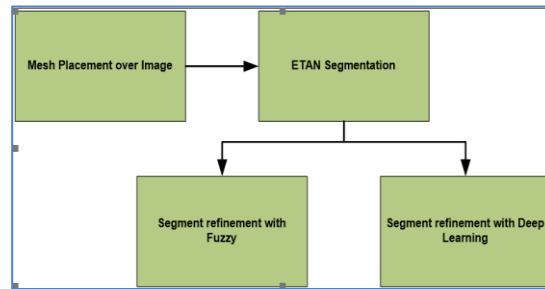 Mesh Placement over Image
ETAN Segmentation
Segment refinement with
Fuzzy
Segment refinement with Deep
Learning